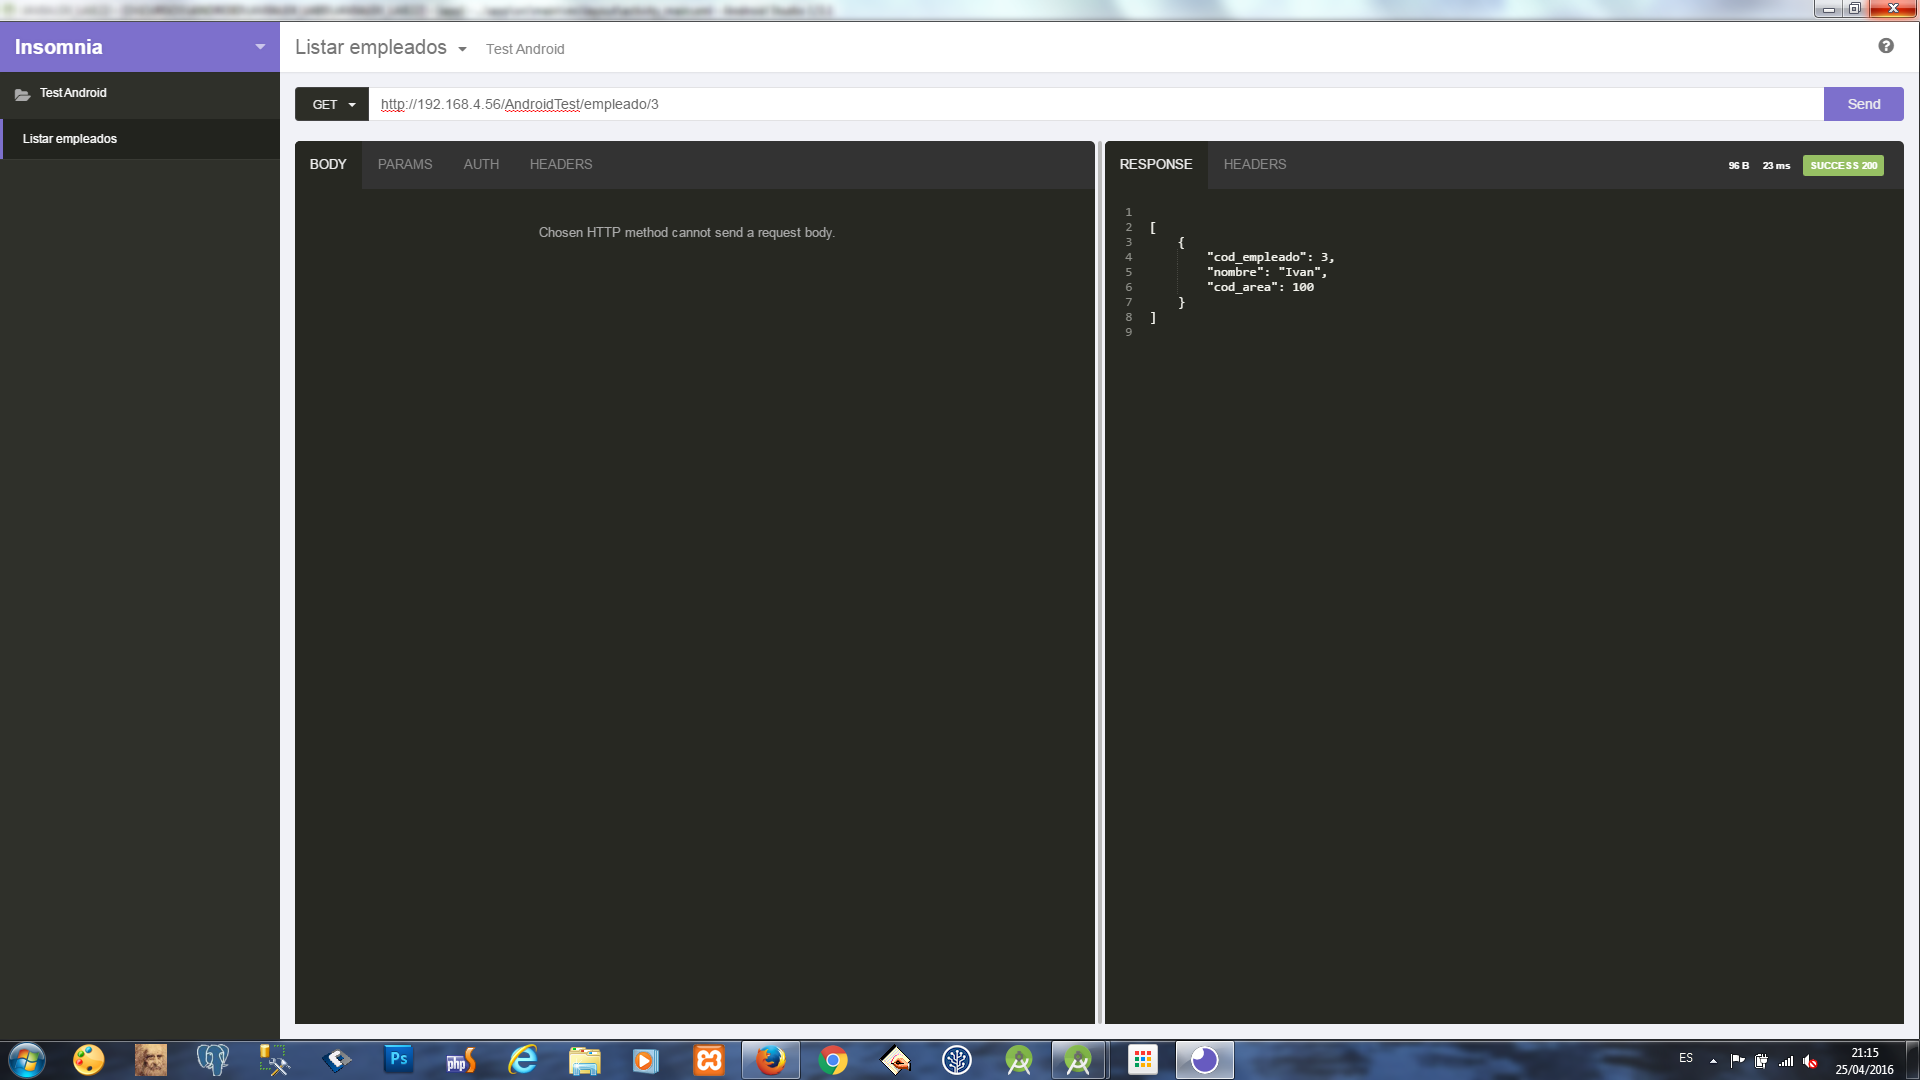 Insomnia
Listar empleados
Test Android
Test Android
GET
http://192.168.4.56/AndroidTest/empleado/3
Send
Listar empleados
BODY PARAMS AUTH HEADERS
RESPONSE HEADERS
96 B 23 ms SUCCESS 200
Chosen HTTP method cannot send a request body.
1
2 [
3 {
4 "cod_empleado": 3,
5 "nombre": "Ivan",
6 "cod_area": 100
7 }
8 ]
9
Ps
php
ES
21:15
25/04/2016